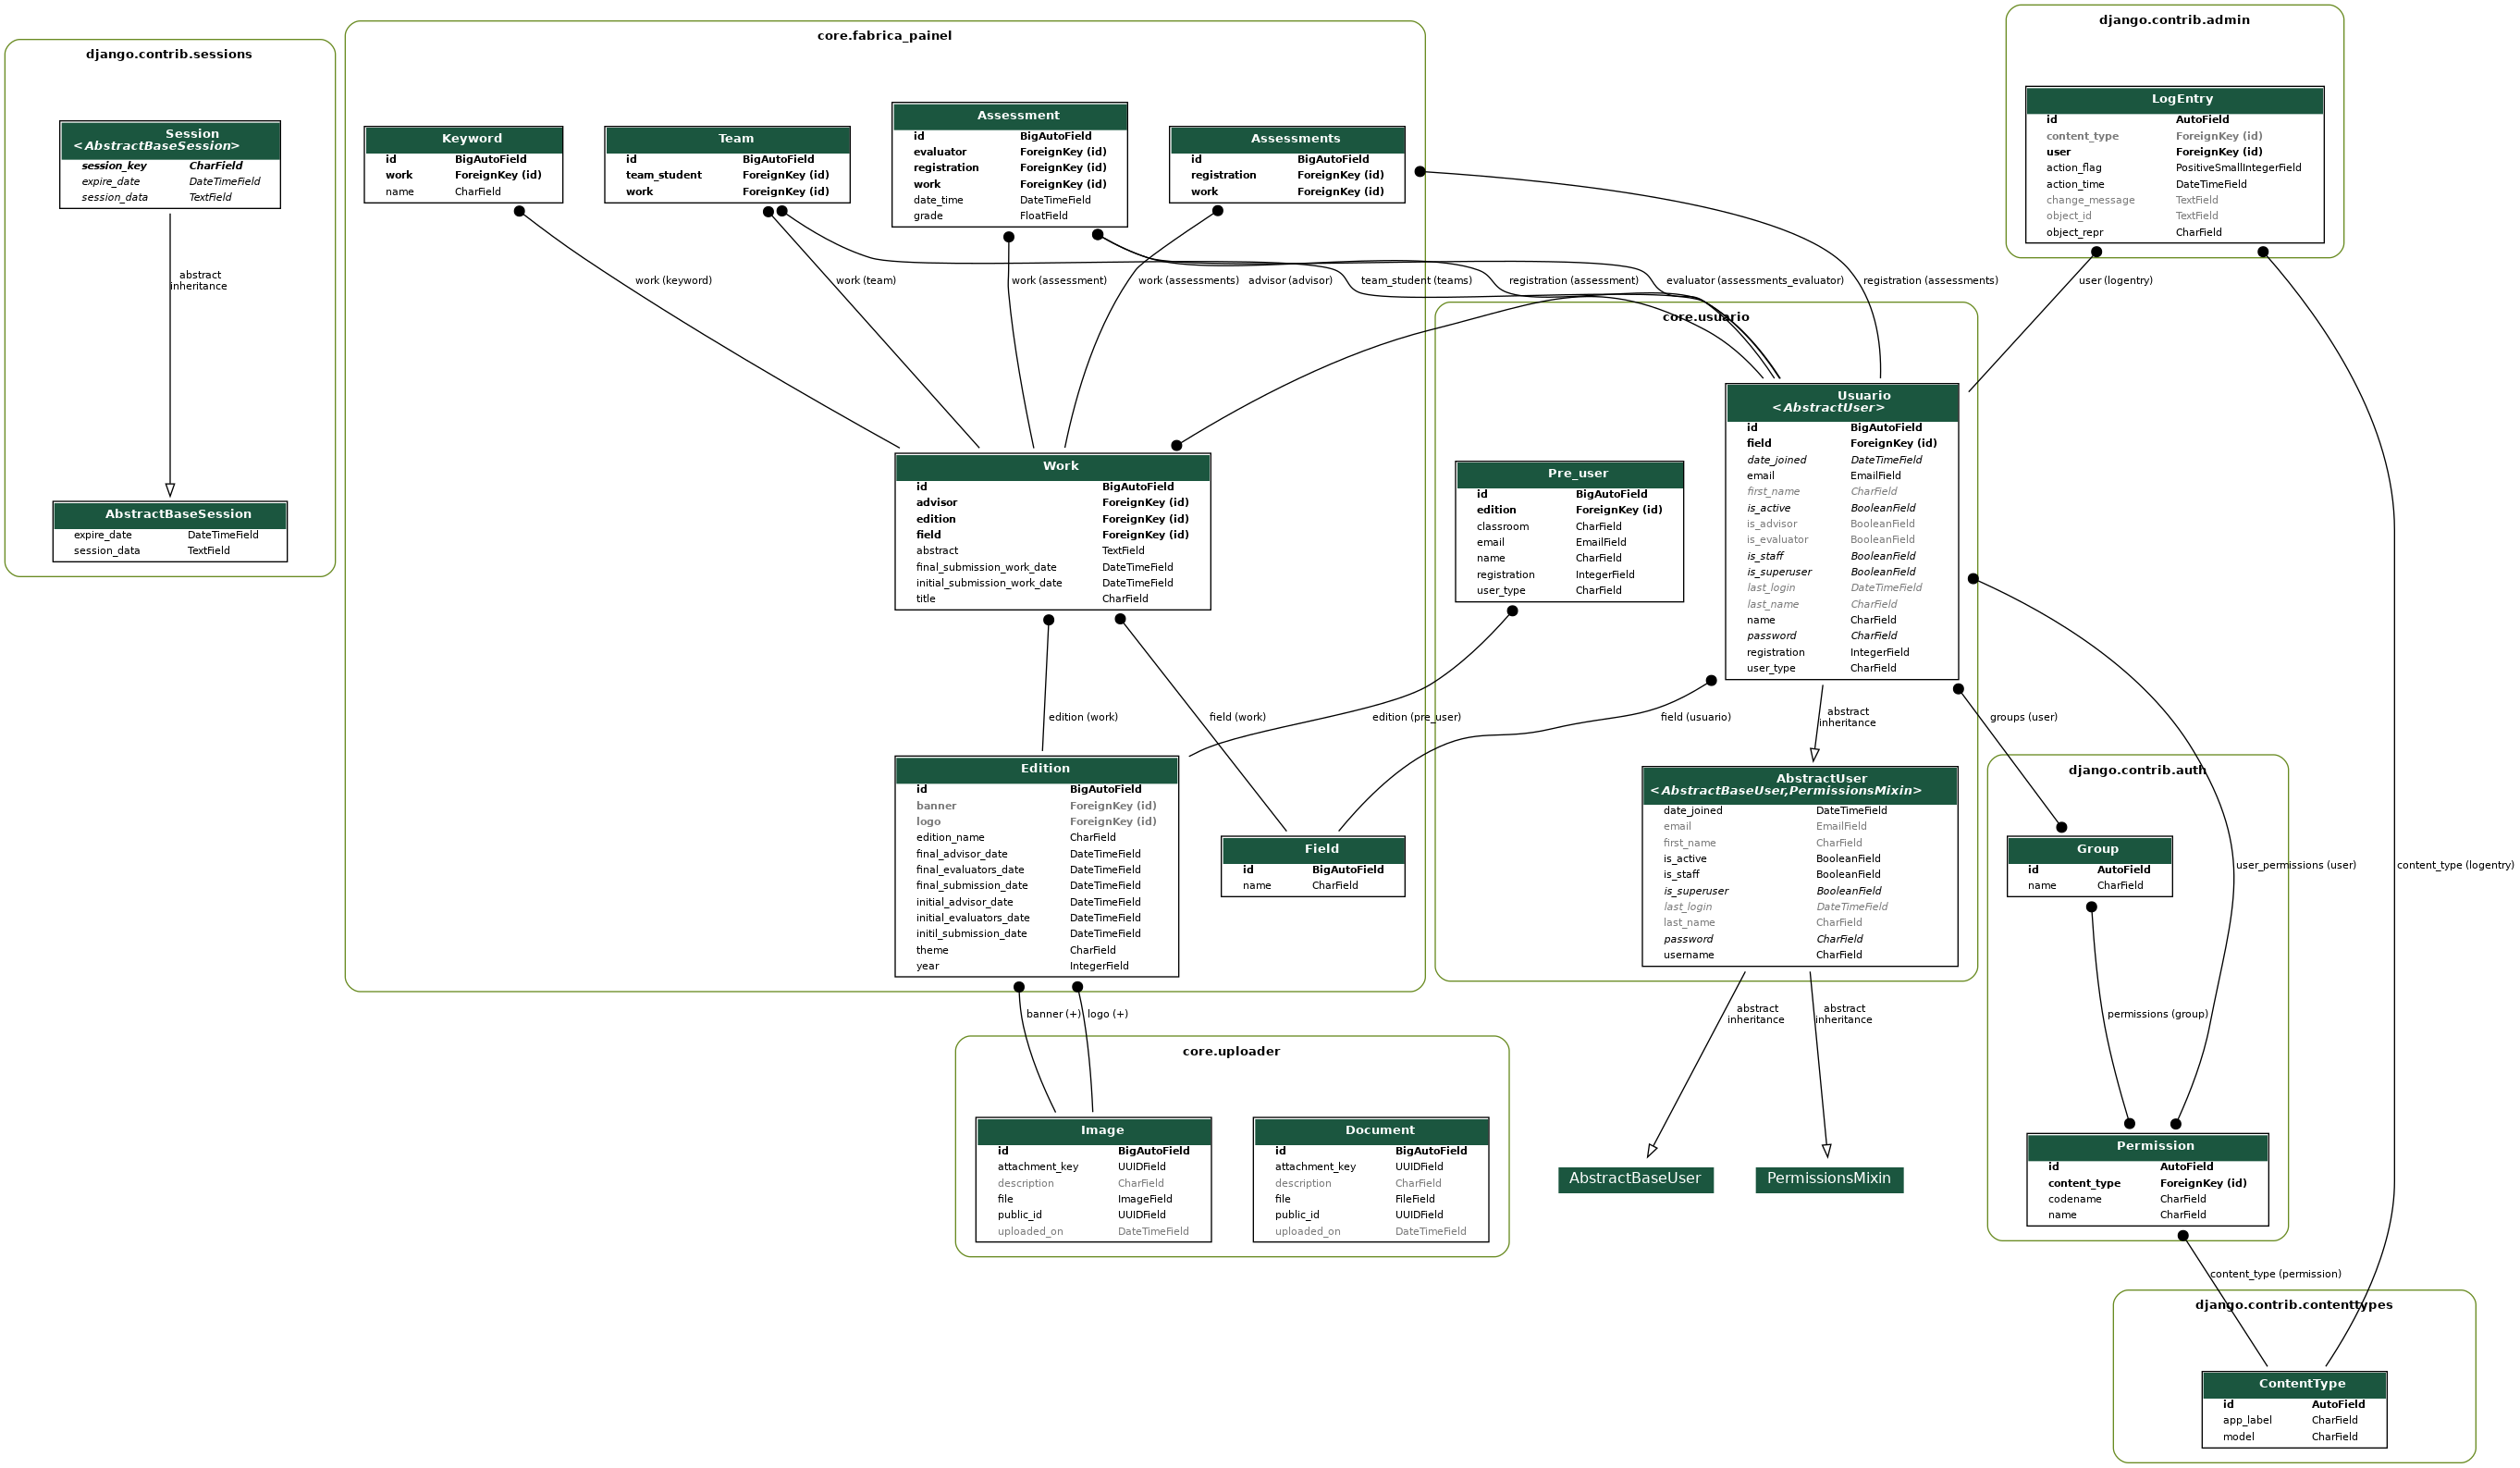 django.contrib.sessions
Session
<AbstractBaseSession>
session_key CharField
expire_date DateTimeField
session_data TextField
abstract
inheritance
AbstractBaseSession
expire_date DateTimeField
session_data TextField
core.fabrica_painel
Keyword
id BigAutoField
work ForeignKey (id)
name CharField
Team
id BigAutoField
team_student ForeignKey (id)
work ForeignKey (id)
Assessment
id BigAutoField
evaluator ForeignKey (id)
registration ForeignKey (id)
work ForeignKey (id)
date_time DateTimeField
grade FloatField
Assessments
id BigAutoField
registration ForeignKey (id)
work ForeignKey (id)
work (keyword)
work (team)
work (assessment)
work (assessments)
advisor (advisor)
team_student (teams)
registration (assessment)
evaluator (assessments_evaluator)
registration (assessments)
user (logentry)
Work
id BigAutoField
advisor ForeignKey (id)
edition ForeignKey (id)
field ForeignKey (id)
abstract TextField
final_submission_work_date DateTimeField
initial_submission_work_date DateTimeField
title CharField
edition (work)
field (work)
edition (pre_user)
field (usuario)
Edition
id BigAutoField
banner ForeignKey (id)
logo ForeignKey (id)
edition_name CharField
final_advisor_date DateTimeField
final_evaluators_date DateTimeField
final_submission_date DateTimeField
initial_advisor_date DateTimeField
initial_evaluators_date DateTimeField
initil_submission_date DateTimeField
theme CharField
year IntegerField
Field
id BigAutoField
name CharField
banner (+)
logo (+)
core.uploader
Image
id BigAutoField
attachment_key UUIDField
description CharField
file ImageField
public_id UUIDField
uploaded_on DateTimeField
Document
id BigAutoField
attachment_key UUIDField
description CharField
file FileField
public_id UUIDField
uploaded_on DateTimeField
core.usuario
Pre_user
id BigAutoField
edition ForeignKey (id)
classroom CharField
email EmailField
name CharField
registration IntegerField
user_type CharField
Usuario
<AbstractUser>
id BigAutoField
field ForeignKey (id)
date_joined DateTimeField
email EmailField
first_name CharField
is_active BooleanField
is_advisor BooleanField
is_evaluator BooleanField
is_staff BooleanField
is_superuser BooleanField
last_login DateTimeField
last_name CharField
name CharField
password CharField
registration IntegerField
user_type CharField
abstract
inheritance
AbstractUser
<AbstractBaseUser,PermissionsMixin>
date_joined DateTimeField
email EmailField
first_name CharField
is_active BooleanField
is_staff BooleanField
is_superuser BooleanField
last_login DateTimeField
last_name CharField
password CharField
username CharField
abstract
inheritance
abstract
inheritance
AbstractBaseUser
PermissionsMixin
django.contrib.admin
LogEntry
id AutoField
content_type ForeignKey (id)
user ForeignKey (id)
action_flag PositiveSmallIntegerField
action_time DateTimeField
change_message TextField
object_id TextField
object_repr CharField
groups (user)
django.contrib.auth
Group
id AutoField
name CharField
user_permissions (user)
content_type (logentry)
permissions (group)
Permission
id AutoField
content_type ForeignKey (id)
codename CharField
name CharField
content_type (permission)
django.contrib.contenttypes
ContentType
id AutoField
app_label CharField
model CharField